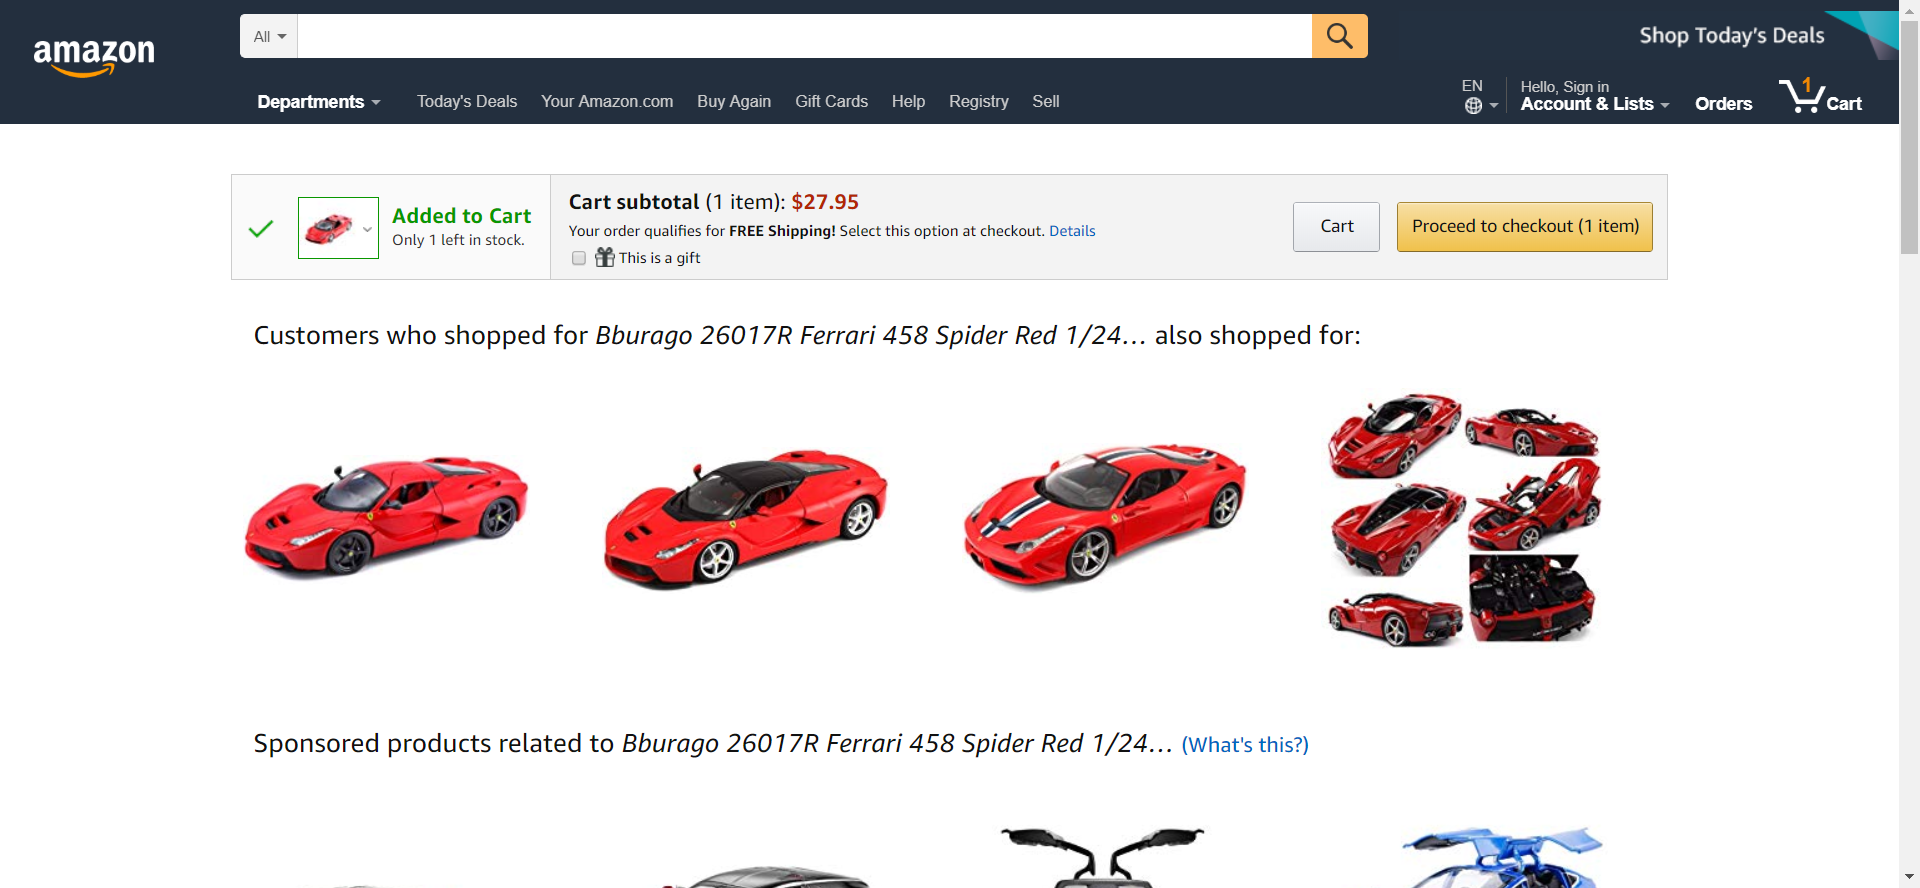 amazon
All
Shop Today's Deals
Departments
Today's Deals
Your Amazon.com
Buy Again
Gift Cards
Help
Registry
Sell
EN
Hello, Sign in
Account & Lists
Orders
1
Cart
Added to Cart
Only 1 left in stock.
Cart subtotal (1 item): $27.95
Your order qualifies for FREE Shipping! Select this option at checkout. Details
This is a gift
Cart
Proceed to checkout (1 item)
Customers who shopped for Bburago 26017R Ferrari 458 Spider Red 1/24... also shopped for:
Sponsored products related to Bburago 26017R Ferrari 458 Spider Red 1/24... (What's this?)